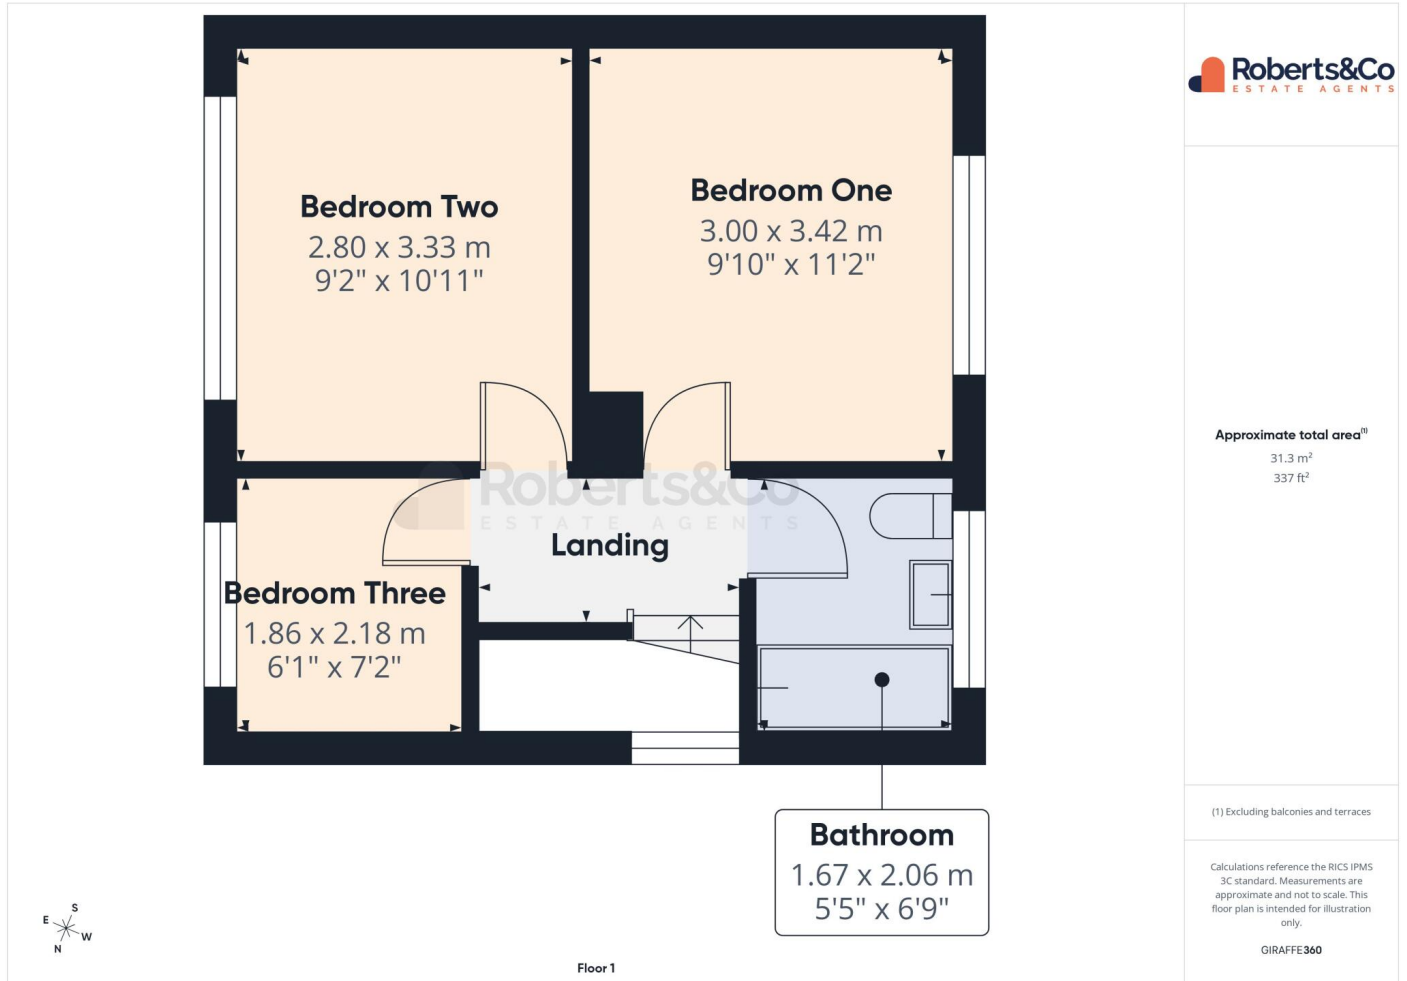 Bedroom Two
2.80 x 3.33 m
9'2" x 10'11"
Bedroom One
3.00 x 3.42 m
9'10" x 11'2"
Roberts&Co
ESTATE AGENTS
Landing
Bedroom Three
1.86 x 2.18 m
6'1" x 7'2"
Bathroom
1.67 x 2.06 m
5'5" x 6'9"
S
E
W
N
Floor 1
Roberts&Co
ESTATE AGENTS
Approximate total area(1)
31.3 m²
337 ft²
(1) Excluding balconies and terraces
Calculations reference the RICS IPMS
3C standard. Measurements are
approximate and not to scale. This
floor plan is intended for illustration
only.
GIRAFFE360